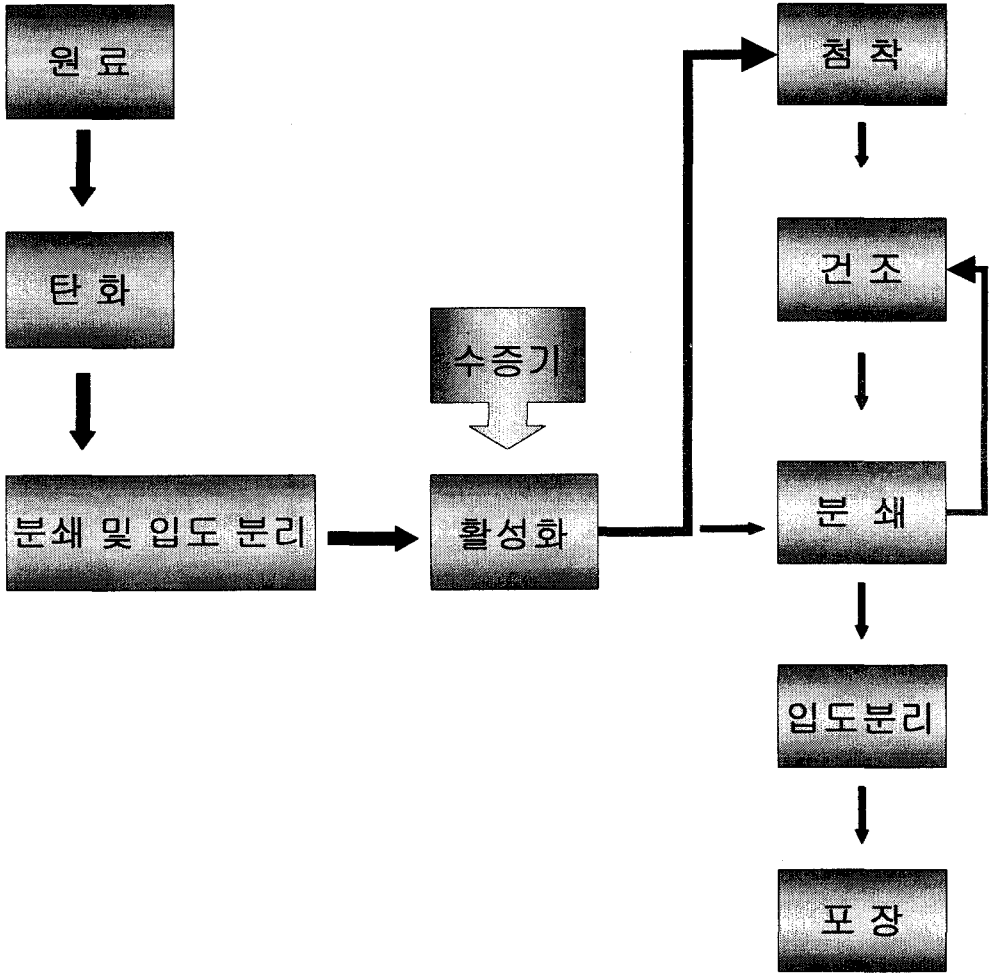 원 료
탄 화
분쇄 및 입도 분리
수증기
활성화
첨 착
건 조
분 쇄
입도분리
포 장